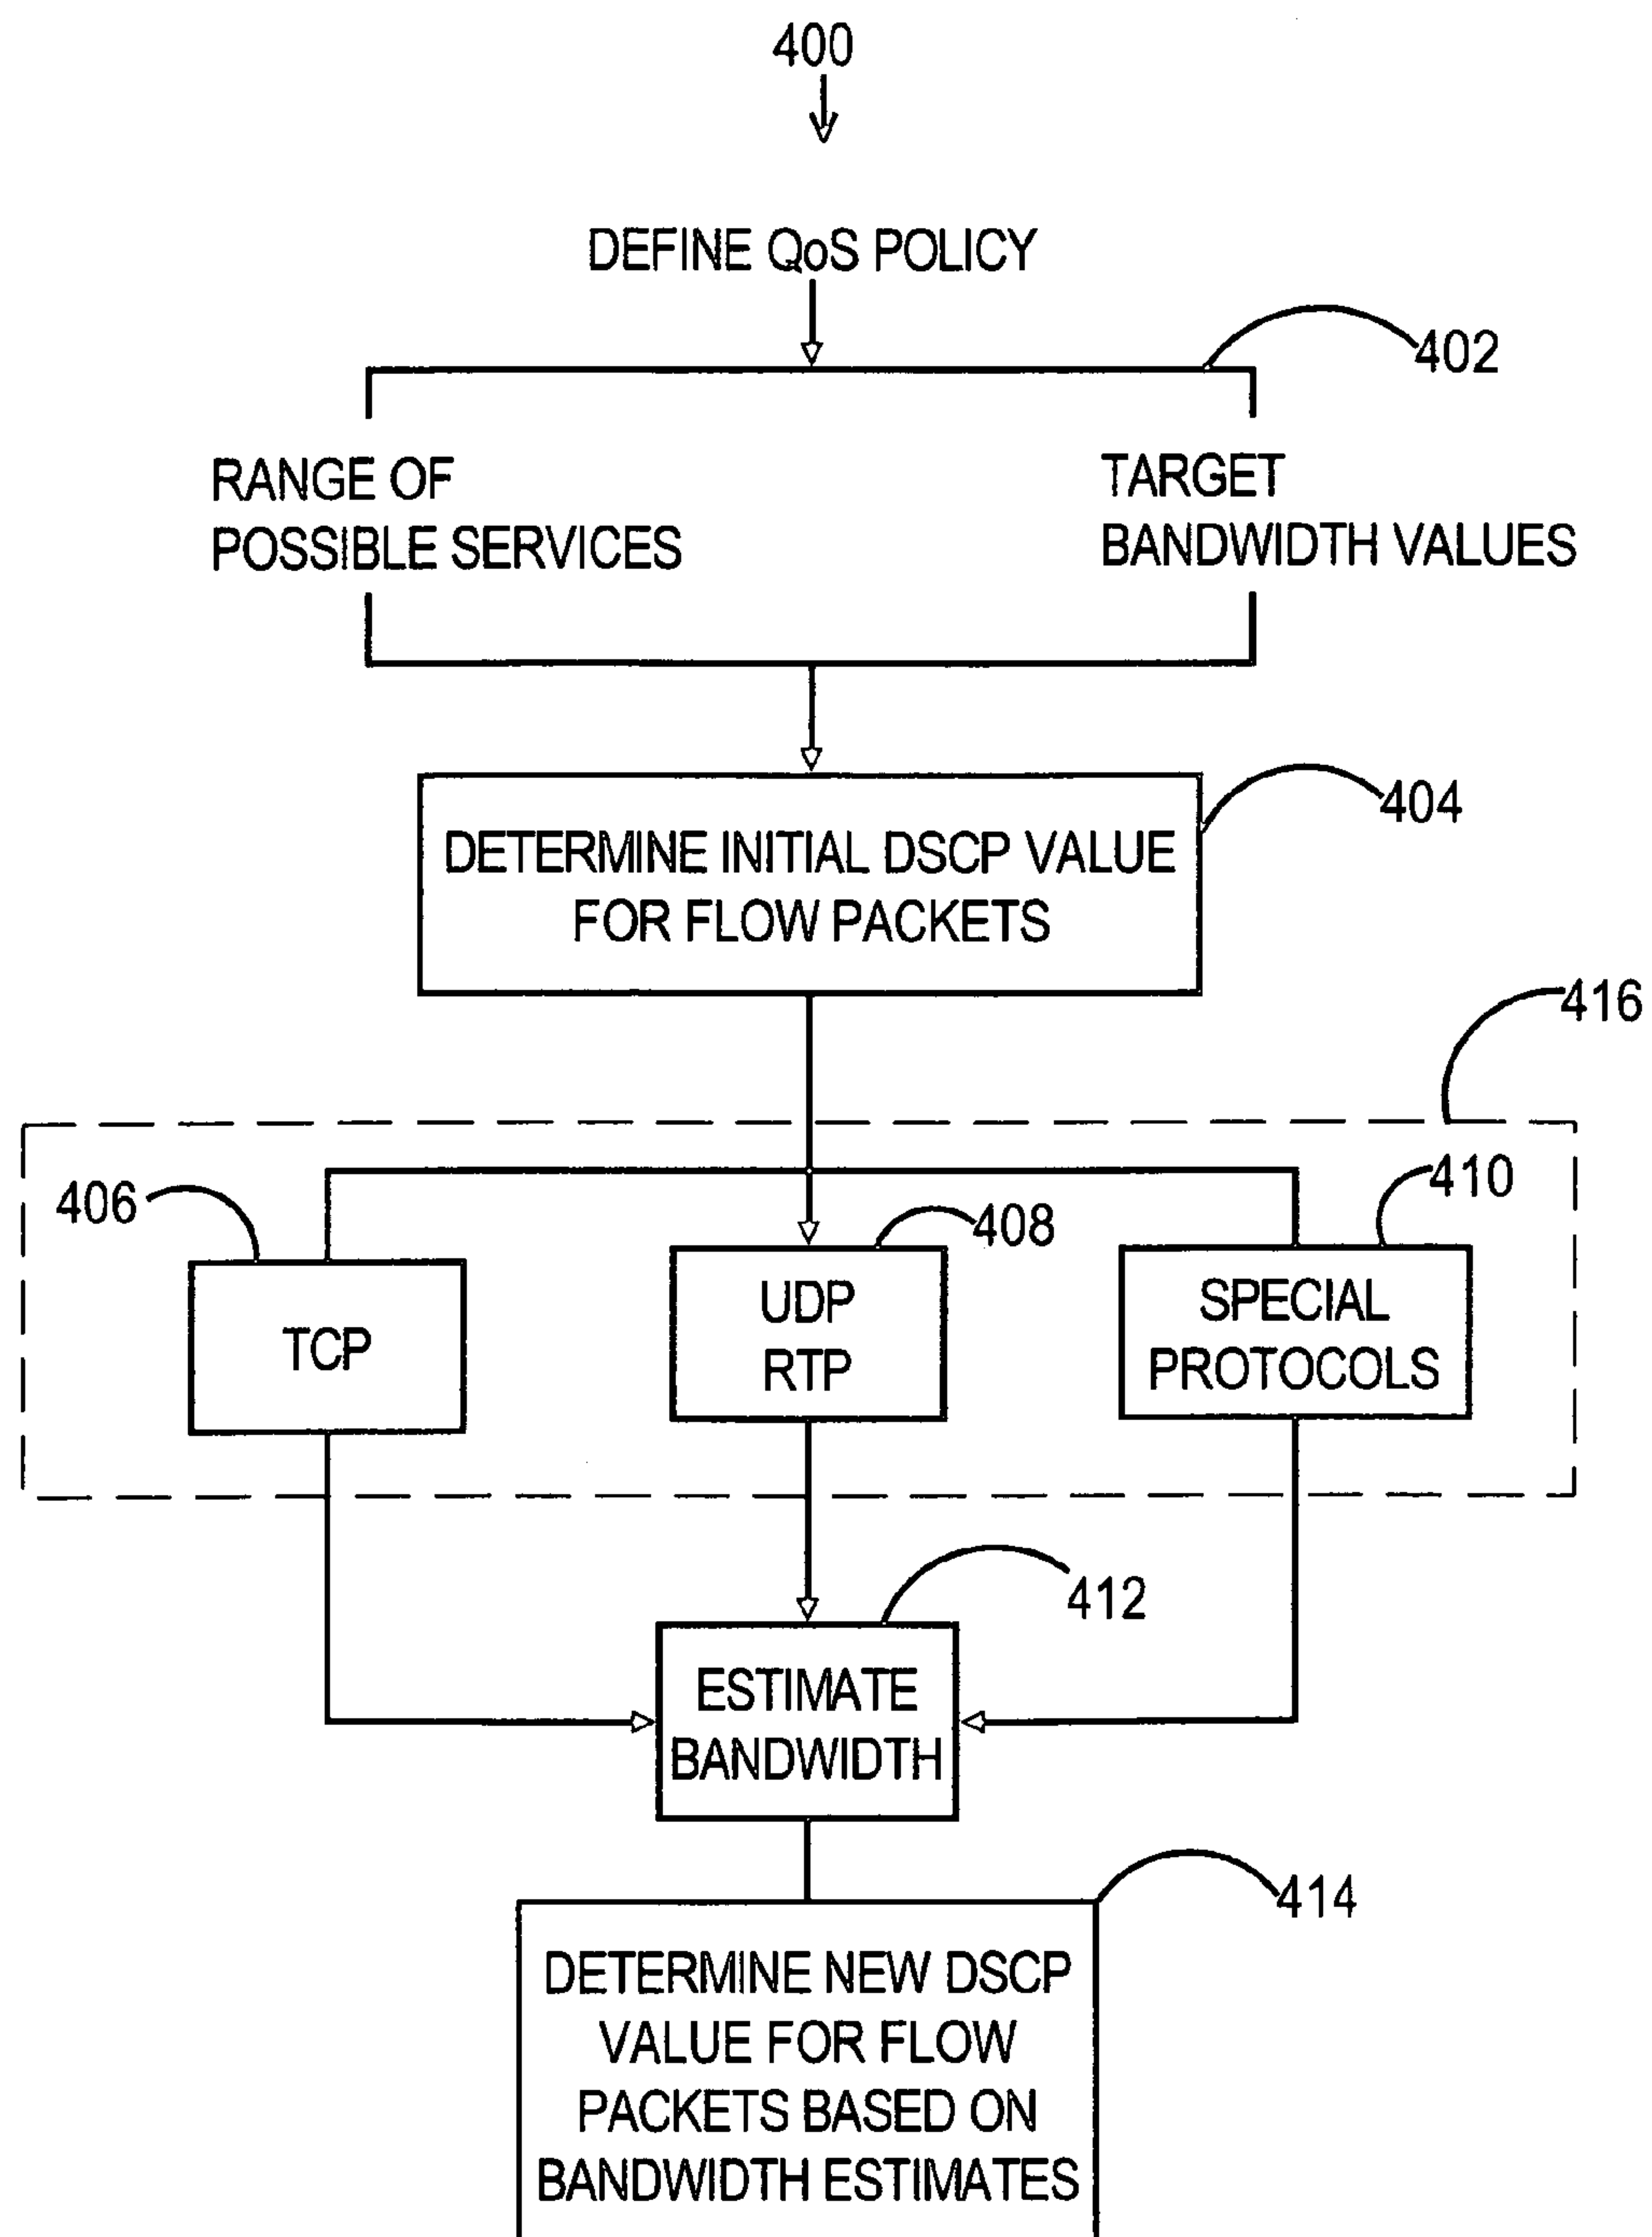 400
DEFINE QoS POLICY
402
RANGE OF
POSSIBLE SERVICES
TARGET
BANDWIDTH VALUES
404
DETERMINE INITIAL DSCP VALUE
FOR FLOW PACKETS
416
406
408
410
TCP
UDP
RTP
SPECIAL
PROTOCOLS
412
ESTIMATE
BANDWIDTH
414
DETERMINE NEW DSCP
VALUE FOR FLOW
PACKETS BASED ON
BANDWIDTH ESTIMATES